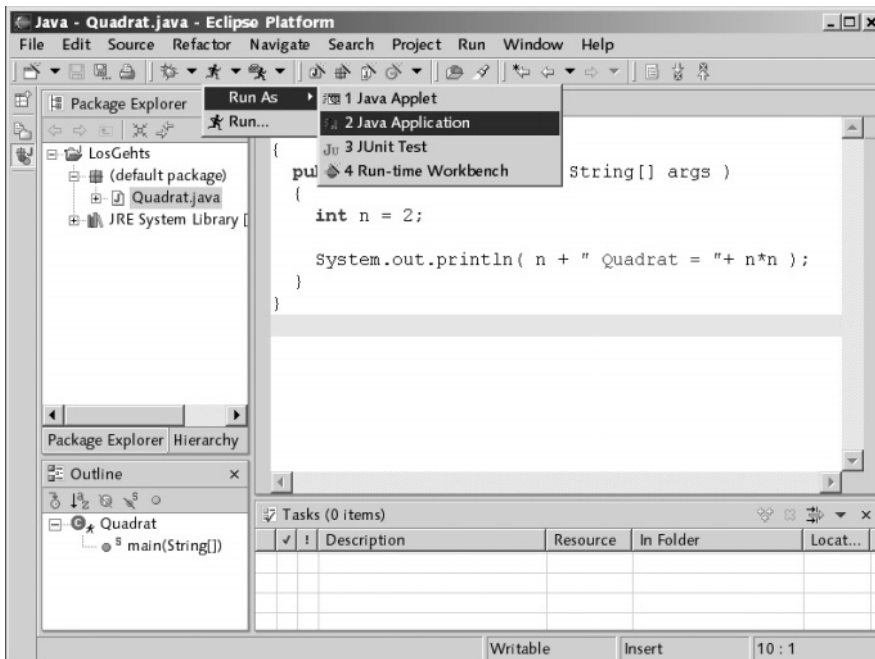 Java - Quadrat.java - Eclipse Platform
File Edit Source Refactor Navigate Search Project Run Window Help
Package Explorer
Run As
1 Java Applet
Run...
2 Java Application
3 JUnit Test
4 Run-time Workbench
LosGehts
(default package)
Quadrat.java
JRE System Library [
{
pu
String[] args )
{
int n = 2;
System.out.println( n + " Quadrat = "+ n*n );
}
}
Package Explorer Hierarchy
Outline
Quadrat
main(String[])
Tasks (0 items)
! Description Resource In Folder Locat...
Writable Insert 10 : 1